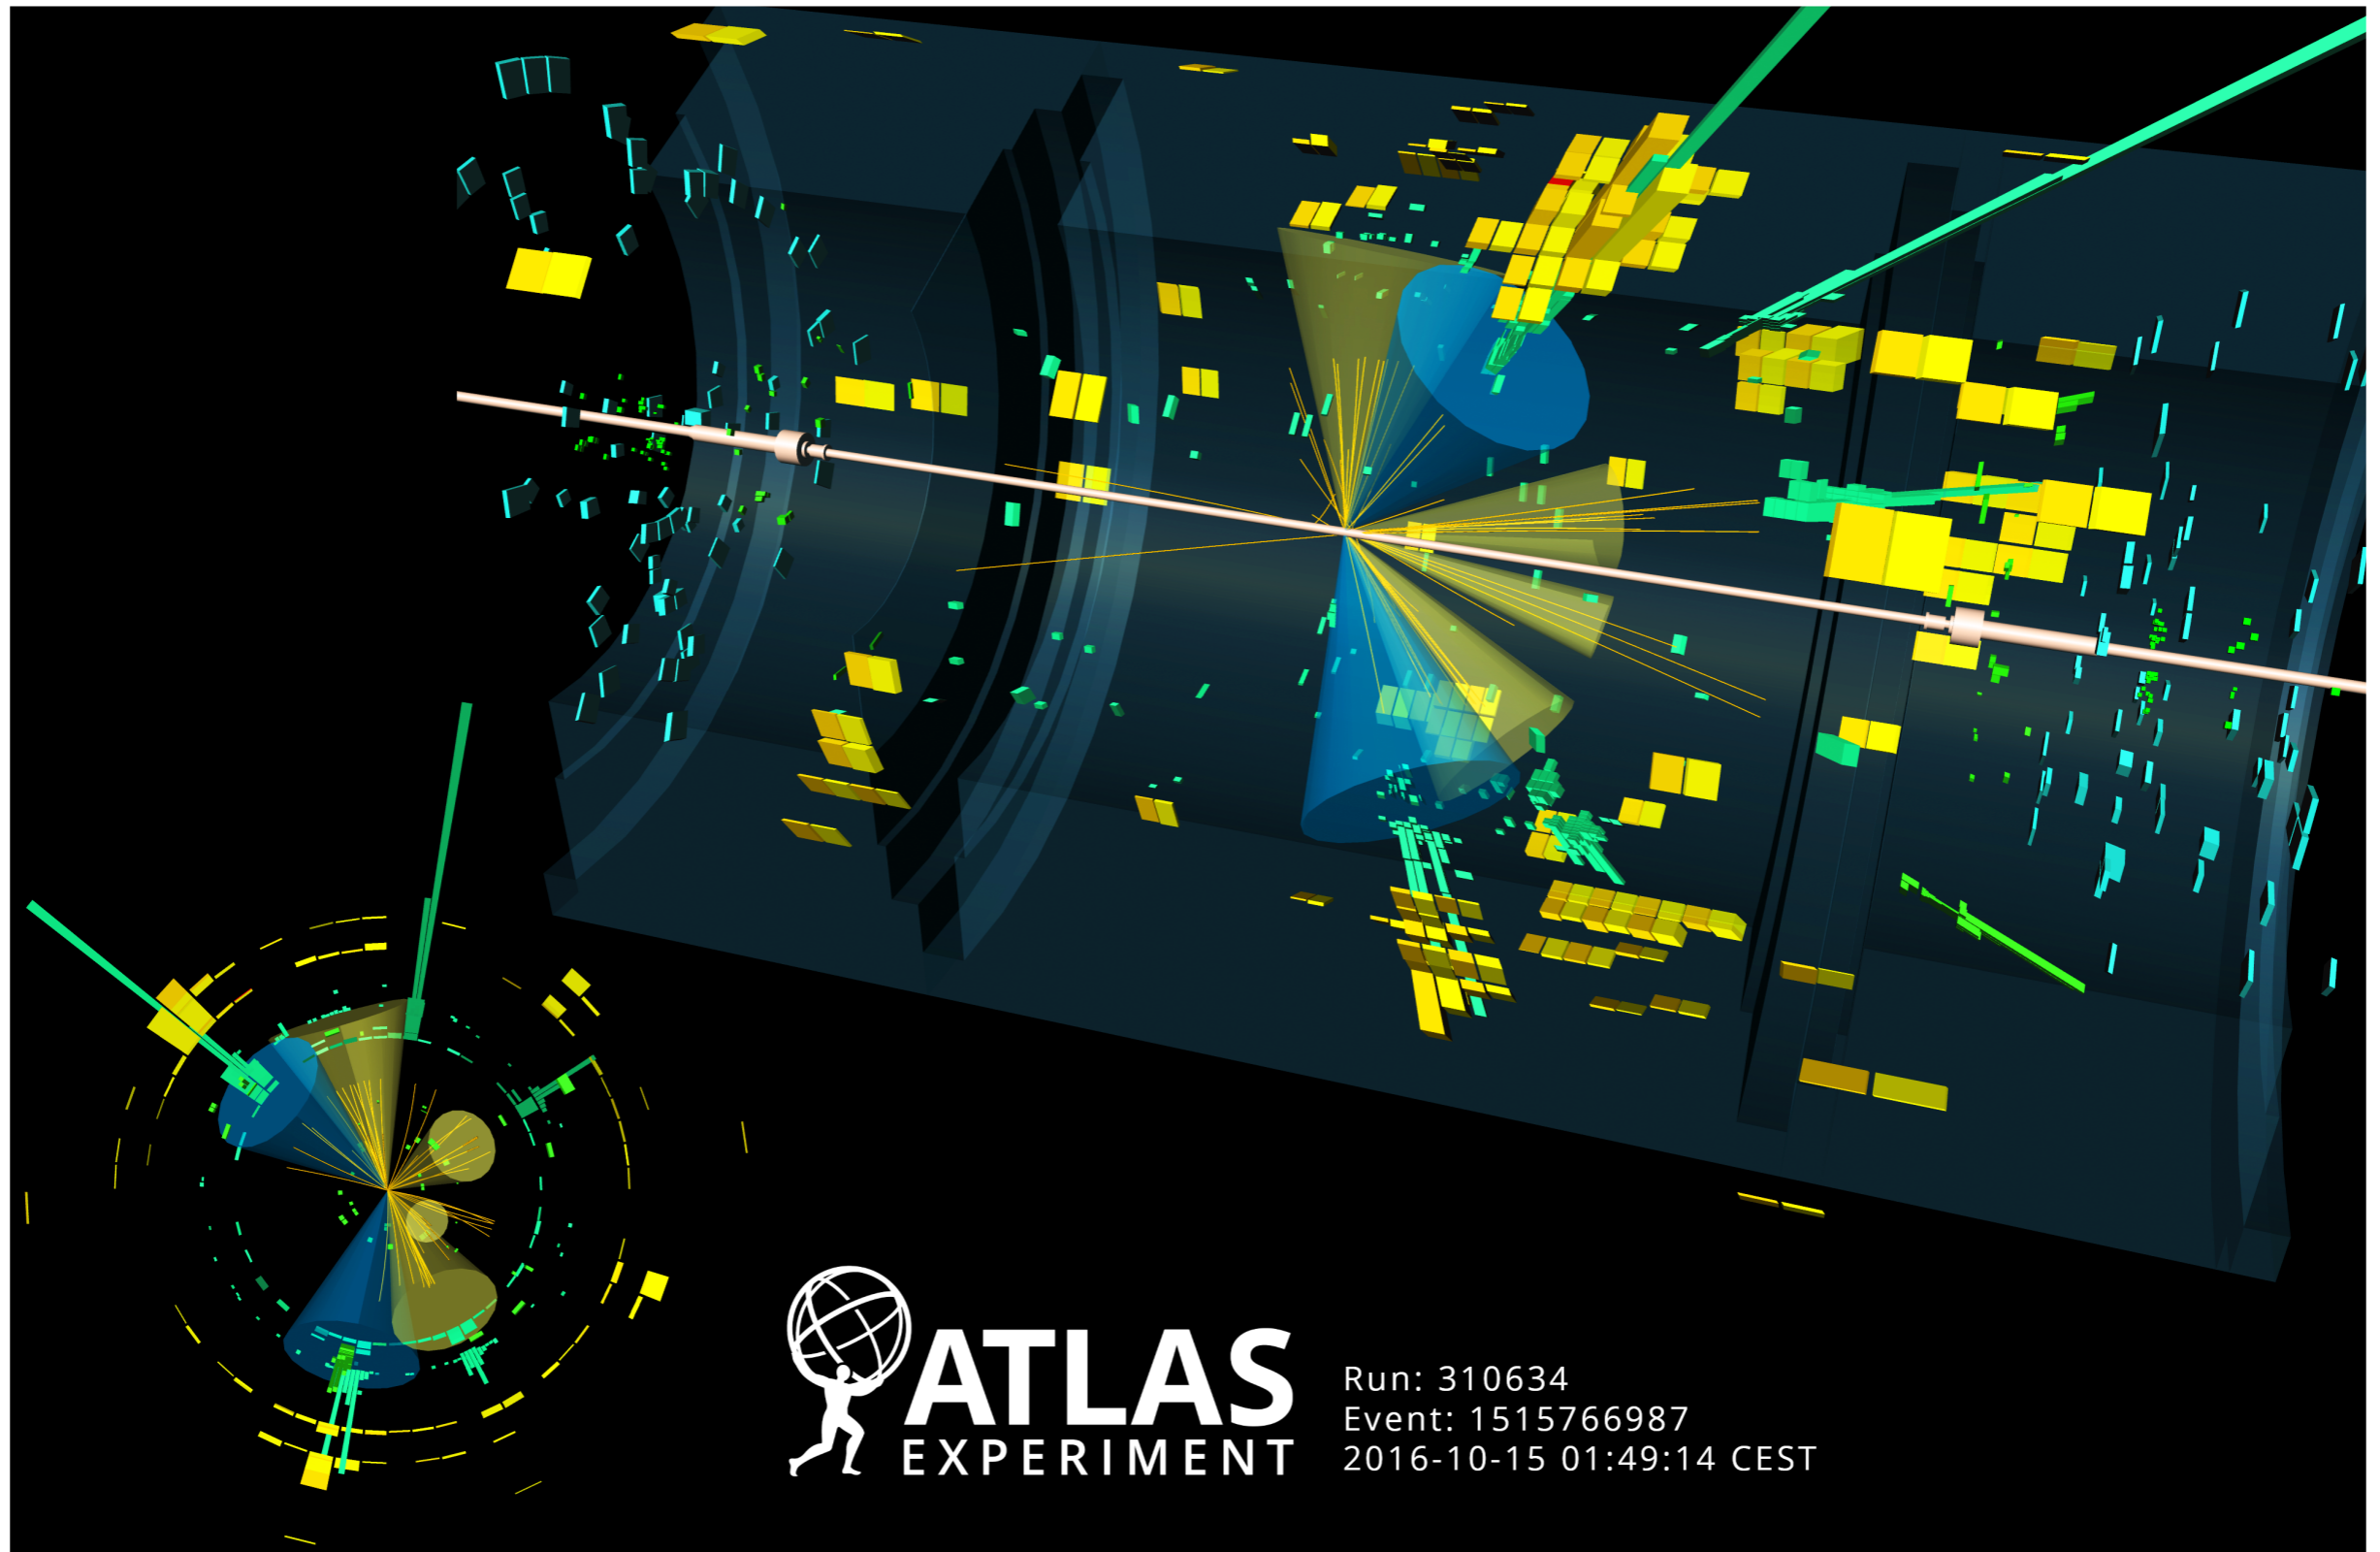 ATLAS
EXPERIMENT
Run: 310634
Event: 1515766987
2016-10-15 01:49:14 CEST